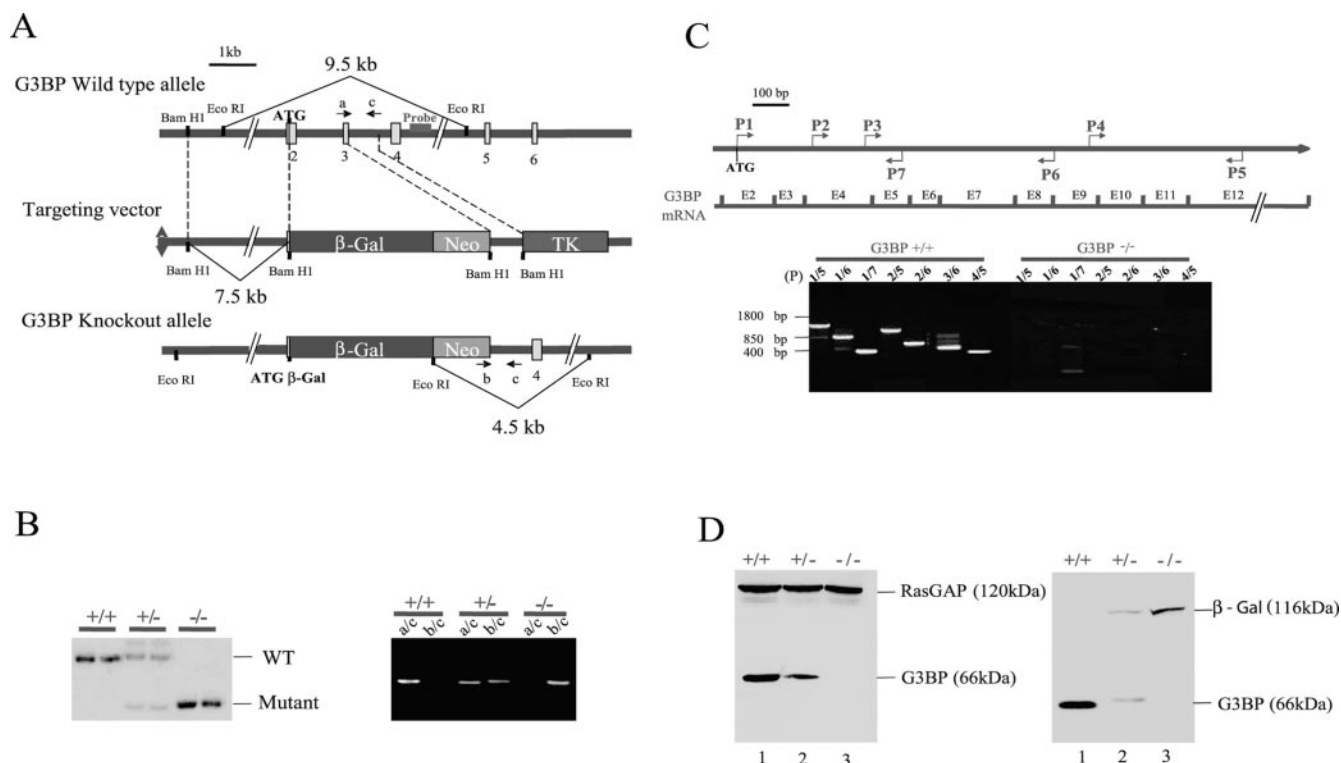 A
1kb
G3BP Wild type allele
9.5 kb
Bam H1
Eco RI
ATG
a
c
Probe
Eco RI
2
3
4
5
6
Targeting vector
β-Gal
Neo
TK
Bam H1
Bam H1
Bam H1
Bam H1
7.5 kb
G3BP Knockout allele
β-Gal
Neo
Eco RI
ATG β-Gal
Eco RI
b
c
4
Eco RI
4.5 kb
B
+/+
+/-
-/-
WT
Mutant
+/+
+/-
-/-
a/c b/c a/c b/c a/c b/c
C
100 bp
P1
P2
P3
P4
ATG
P7
P6
P5
G3BP mRNA
E2 E3 E4 E5 E6 E7 E8 E9 E10 E11 E12
G3BP +/+
G3BP -/-
(P) 1/5 1/6 1/7 2/5 2/6 3/6 4/5 1/5 1/6 1/7 2/5 2/6 3/6 4/5
1800 bp
850 bp
400 bp
D
+/+ +/- -/-
RasGAP (120kDa)
G3BP (66kDa)
1 2 3
+/+ +/- -/-
β-Gal (116kDa)
G3BP (66kDa)
1 2 3